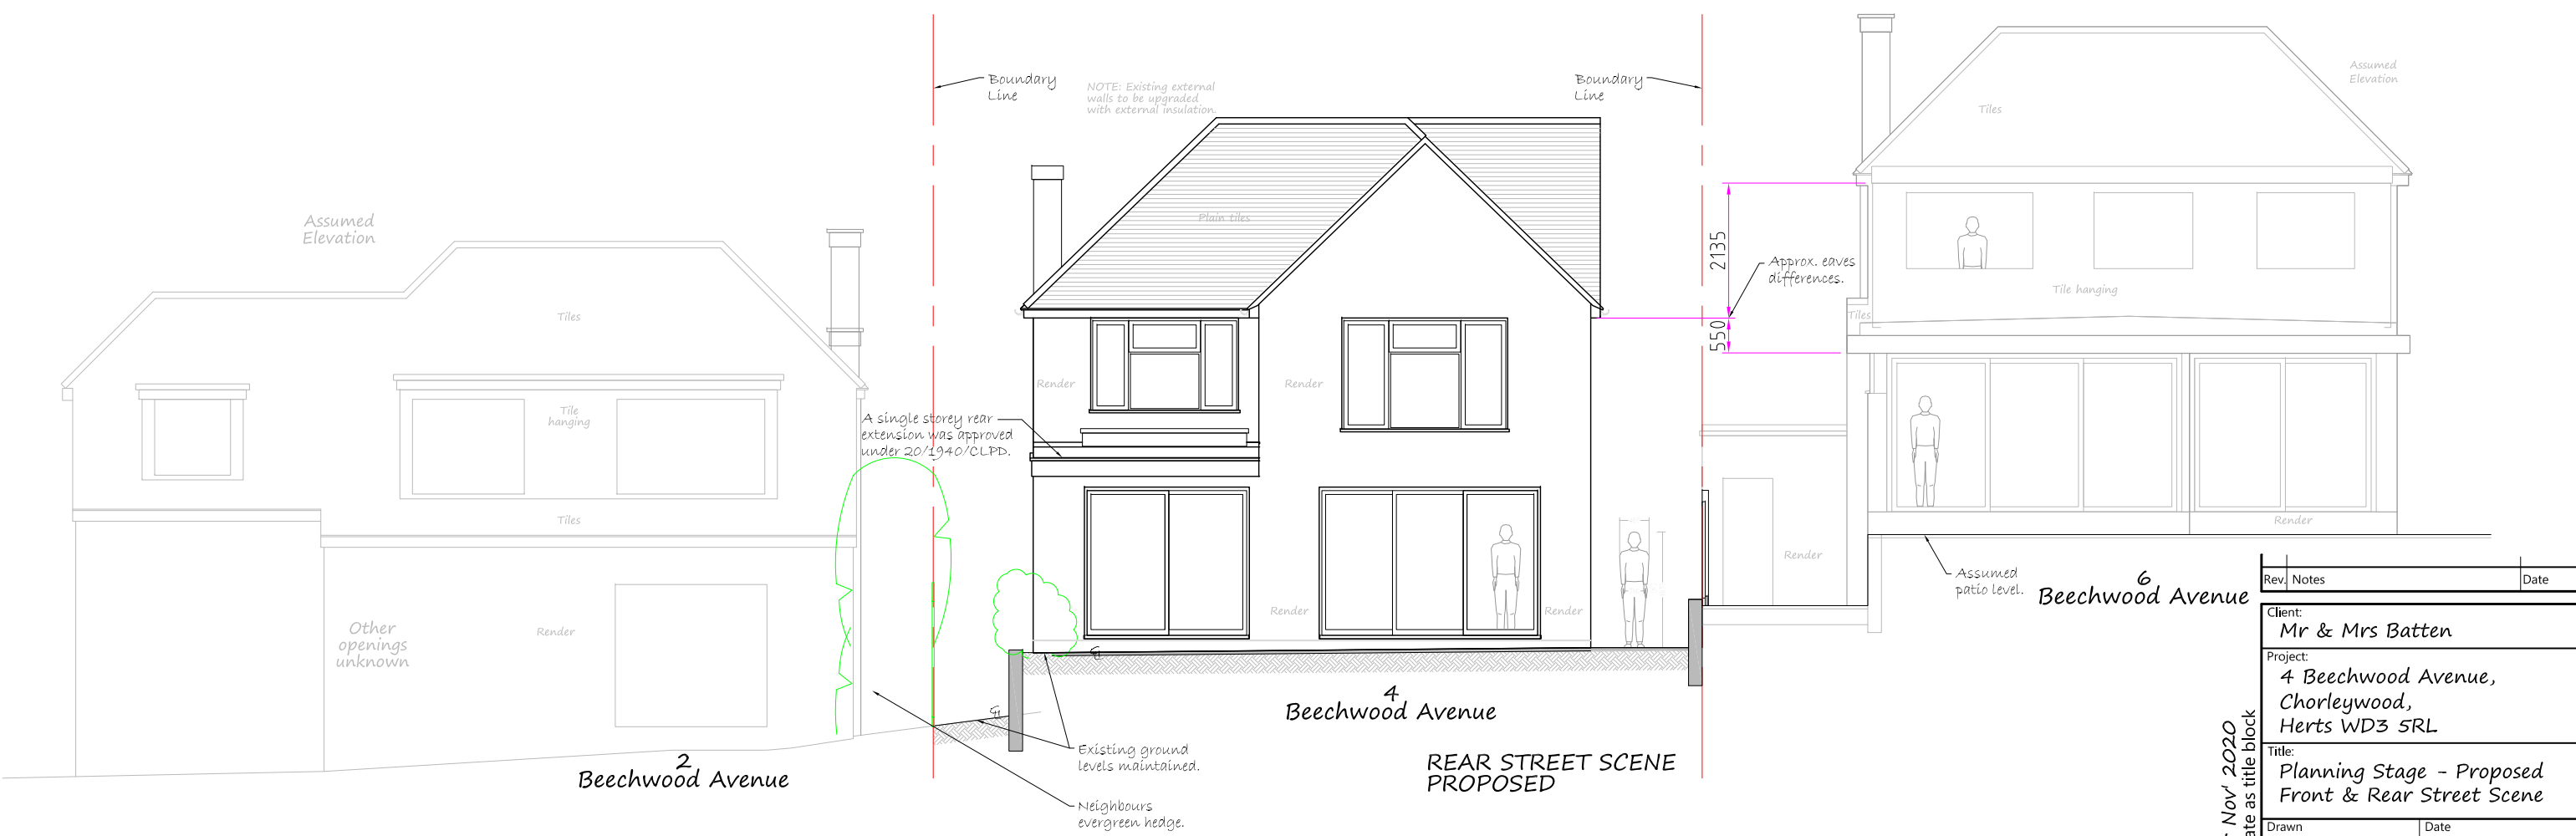 Boundary
Line
NOTE: Existing external
walls to be upgraded
with external insulation.
Boundary
Line
Assumed
Elevation
Tiles
Assumed
Elevation
Plain tiles
2135
Approx. eaves
differences.
Tile hanging
Tiles
Tiles
550
Render
Render
Tile
hanging
A single storey rear
extension was approved
under 20/1940/CLPD.
Tiles
Render
Render
Render
Render
Other
openings
unknown
Render
Assumed
patio level.
6
Beechwood Avenue
4
Beechwood Avenue
GL
GL
Existing ground
levels maintained.
2
Beechwood Avenue
REAR STREET SCENE
PROPOSED
Neighbours
evergreen hedge.
Rev. Notes Date
Client:
Mr & Mrs Batten
Project:
4 Beechwood Avenue,
Chorleywood,
Herts WD3 5RL
Title:
Planning Stage - Proposed
Front & Rear Street Scene
Drawn Date
Nov' 2020
as title block